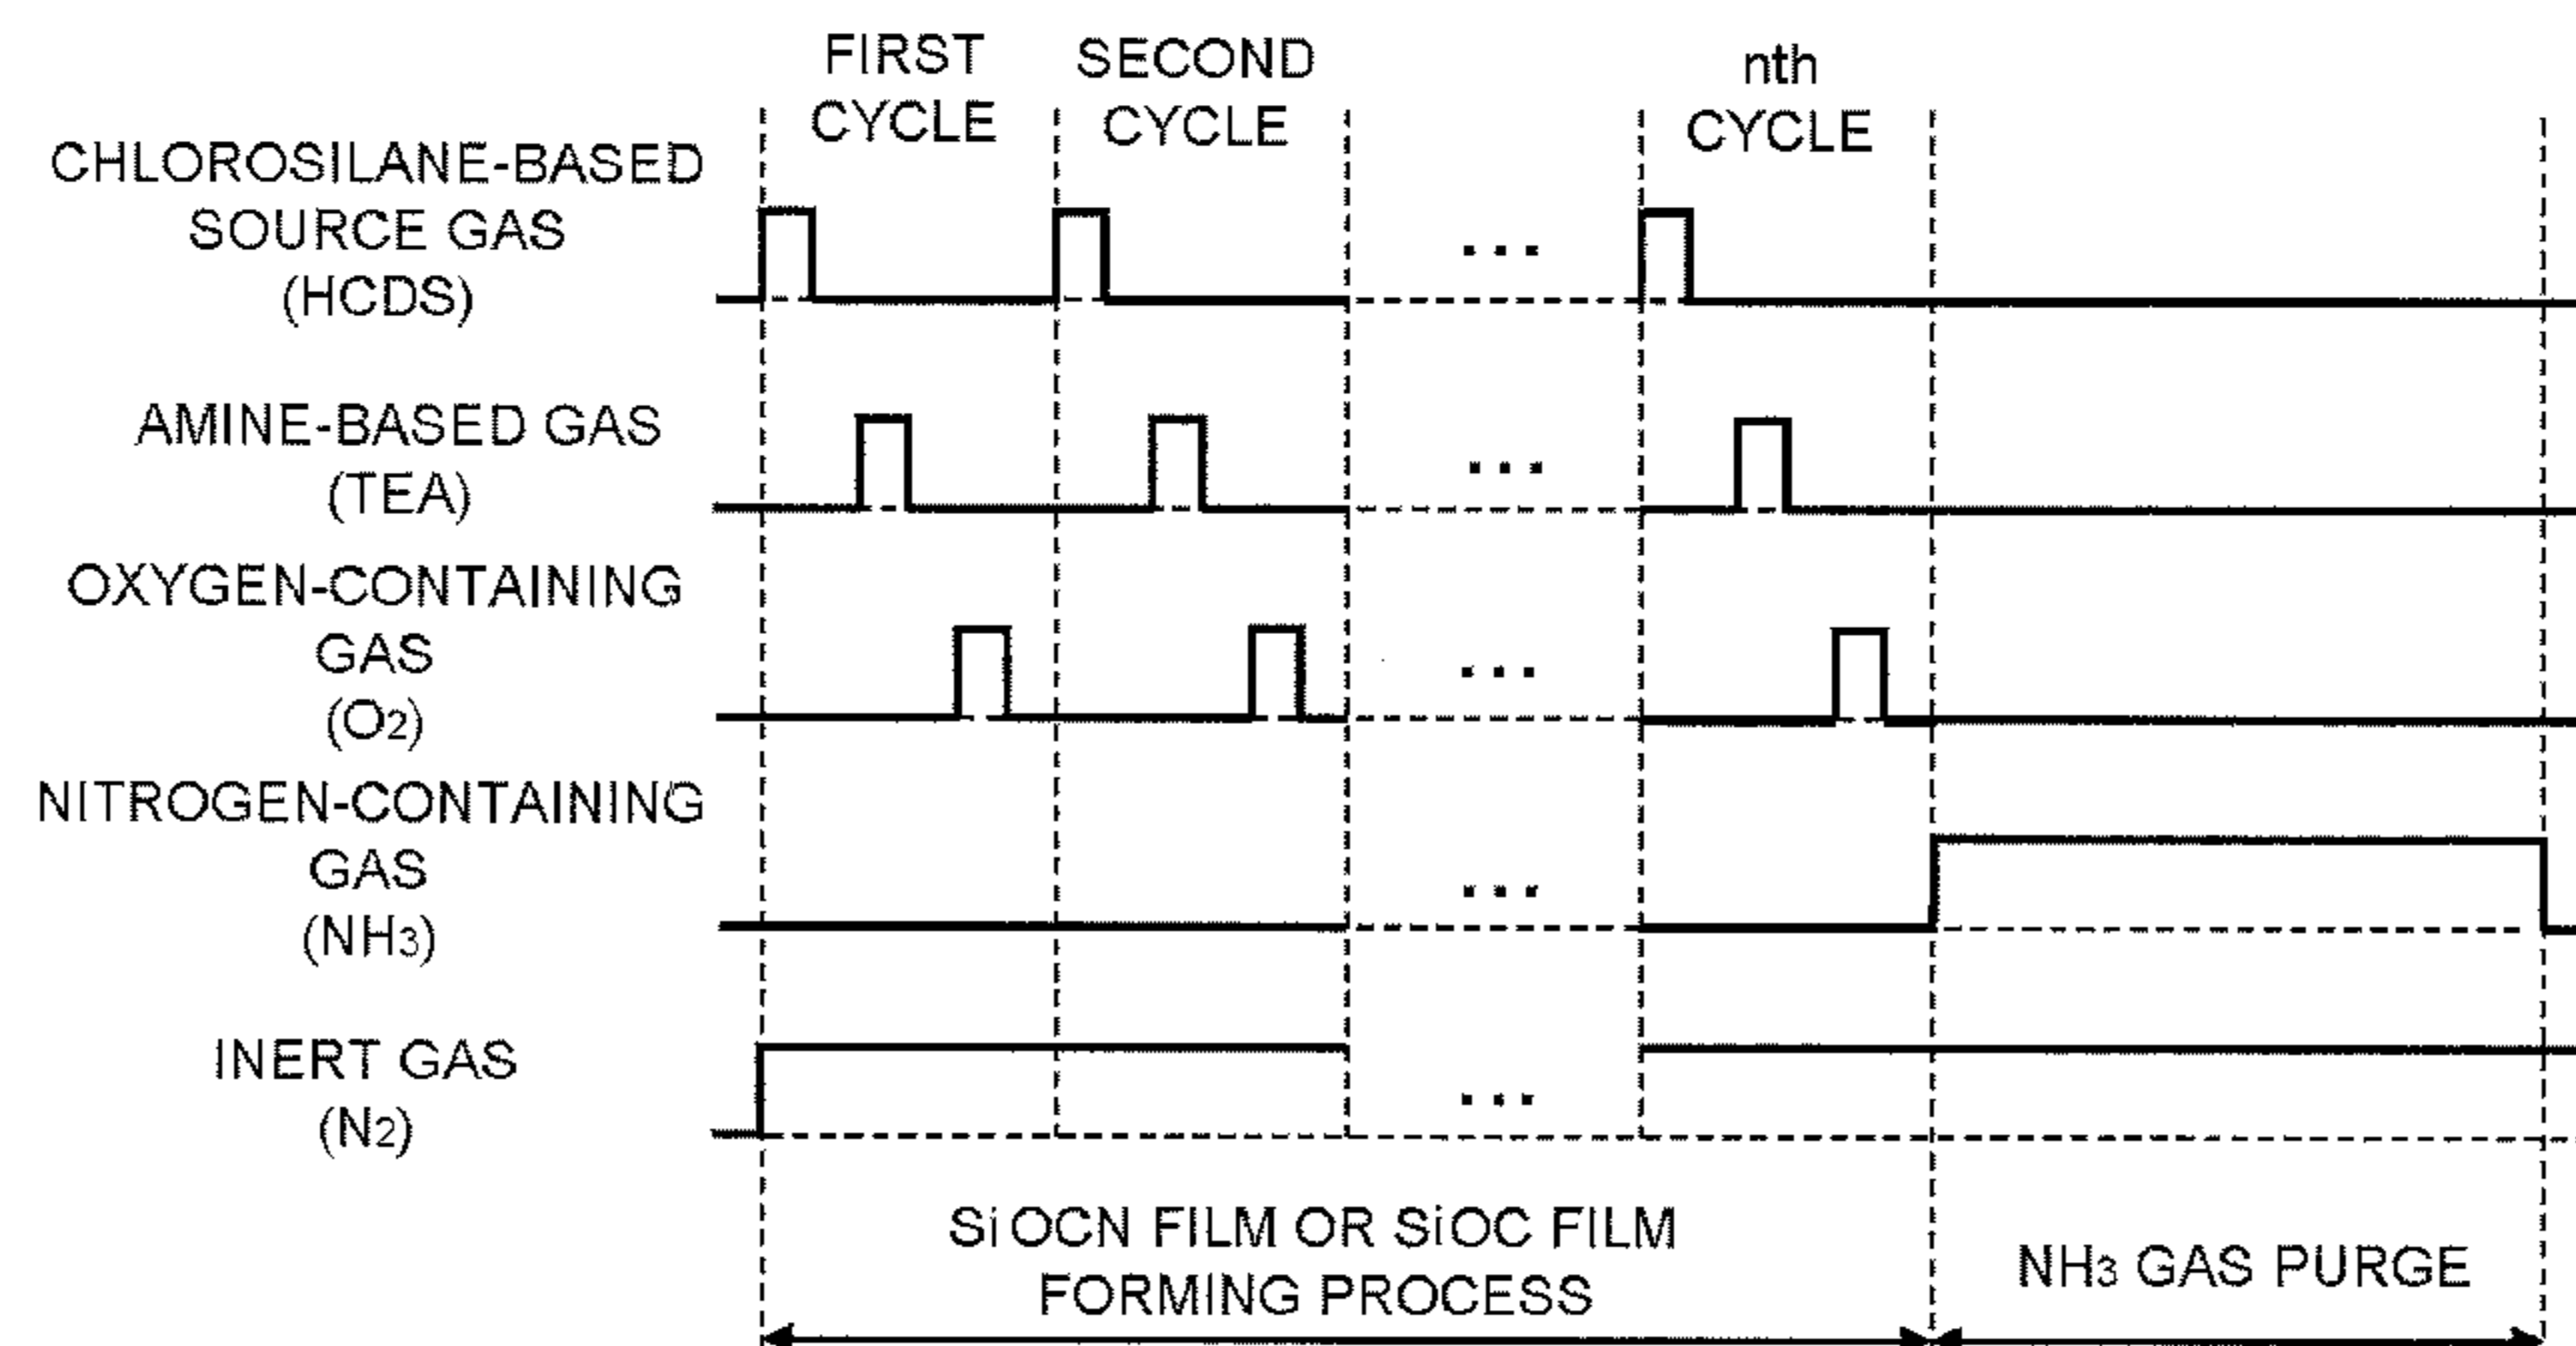 FIRST
CYCLE
SECOND
CYCLE
nth
CYCLE
CHLOROSILANE-BASED
SOURCE GAS
(HCDS)
...
AMINE-BASED GAS
(TEA)
...
OXYGEN-CONTAINING
GAS
(O2)
...
NITROGEN-CONTAINING
GAS
(NH3)
...
INERT GAS
(N2)
...
SiOCN FILM OR SiOC FILM
FORMING PROCESS
NH3 GAS PURGE